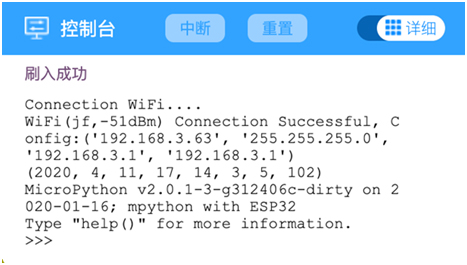 控制台 中断 重置 详细
刷入成功
Connection WiFi....
WiFi(jf,-51dBm) Connection Successful, C
onfig:('192.168.3.63', '255.255.255.0',
'192.168.3.1', '192.168.3.1')
(2020, 4, 11, 17, 14, 3, 5, 102)
MicroPython v2.0.1-3-g312406c-dirty on 2
020-01-16; mpython with ESP32
Type "help()" for more information.
>>>